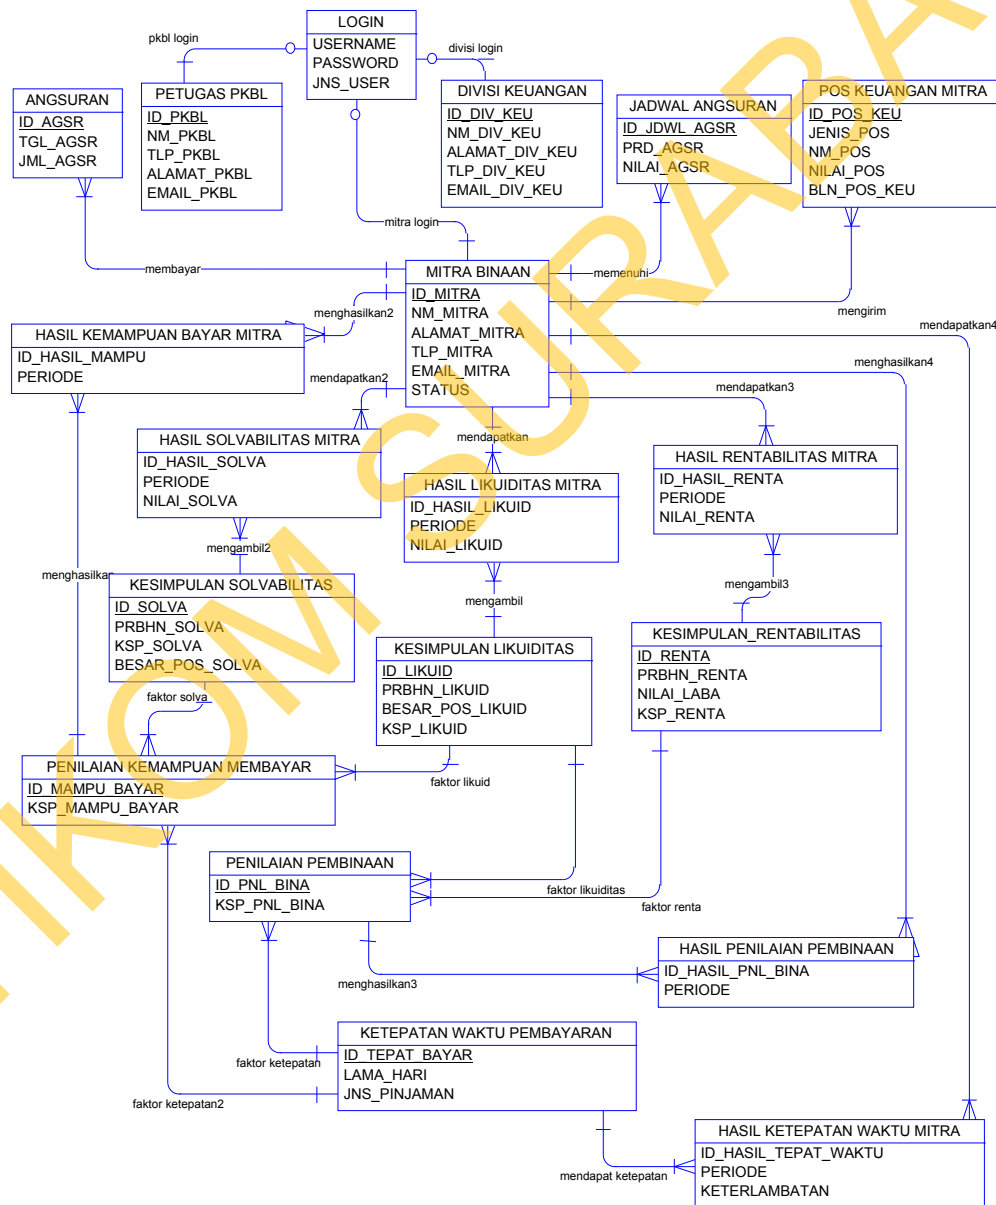 LOGIN
USERNAME
PASSWORD
JNS_USER
pkbl login
divisi login
ANGSURAN
ID_AGSR
TGL_AGSR
JML_AGSR
PETUGAS PKBL
ID_PKBL
NM_PKBL
TLP_PKBL
ALAMAT_PKBL
EMAIL_PKBL
DIVISI KEUANGAN
ID_DIV_KEU
NM_DIV_KEU
ALAMAT_DIV_KEU
TLP_DIV_KEU
EMAIL_DIV_KEU
JADWAL ANGSURAN
ID_JDWL_AGSR
PRD_AGSR
NILAI_AGSR
POS KEUANGAN MITRA
ID_POS_KEU
JENIS_POS
NM_POS
NILAI_POS
BLN_POS_KEU
mitra login
membayar
memenuhi
mengirim
MITRA BINAAN
ID_MITRA
NM_MITRA
ALAMAT_MITRA
TLP_MITRA
EMAIL_MITRA
STATUS
menghasilkan2
mendapatkan4
menghasilkan4
mendapatkan3
mendapatkan2
mendapatkan
HASIL KEMAMPUAN BAYAR MITRA
ID_HASIL_MAMPU
PERIODE
HASIL SOLVABILITAS MITRA
ID_HASIL_SOLVA
PERIODE
NILAI_SOLVA
HASIL LIKUIDITAS MITRA
ID_HASIL_LIKUID
PERIODE
NILAI_LIKUID
HASIL RENTABILITAS MITRA
ID_HASIL_RENTA
PERIODE
NILAI_RENTA
mengambil2
menghasilkan
mengambil
mengambil3
KESIMPULAN SOLVABILITAS
ID_SOLVA
PRBHN_SOLVA
KSP_SOLVA
BESAR_POS_SOLVA
KESIMPULAN LIKUIDITAS
ID_LIKUID
PRBHN_LIKUID
BESAR_POS_LIKUID
KSP_LIKUID
KESIMPULAN_RENTABILITAS
ID_RENTA
PRBHN_RENTA
NILAI_LABA
KSP_RENTA
faktor solva
faktor likuid
PENILAIAN KEMAMPUAN MEMBAYAR
ID_MAMPU_BAYAR
KSP_MAMPU_BAYAR
PENILAIAN PEMBINAAN
ID_PNL_BINA
KSP_PNL_BINA
faktor likuiditas
faktor renta
menghasilkan3
HASIL PENILAIAN PEMBINAAN
ID_HASIL_PNL_BINA
PERIODE
KETEPATAN WAKTU PEMBAYARAN
ID_TEPAT_BAYAR
LAMA_HARI
JNS_PINJAMAN
faktor ketepatan
faktor ketepatan2
mendapat ketepatan
HASIL KETEPATAN WAKTU MITRA
ID_HASIL_TEPAT_WAKTU
PERIODE
KETERLAMBATAN
IKOM SURABA